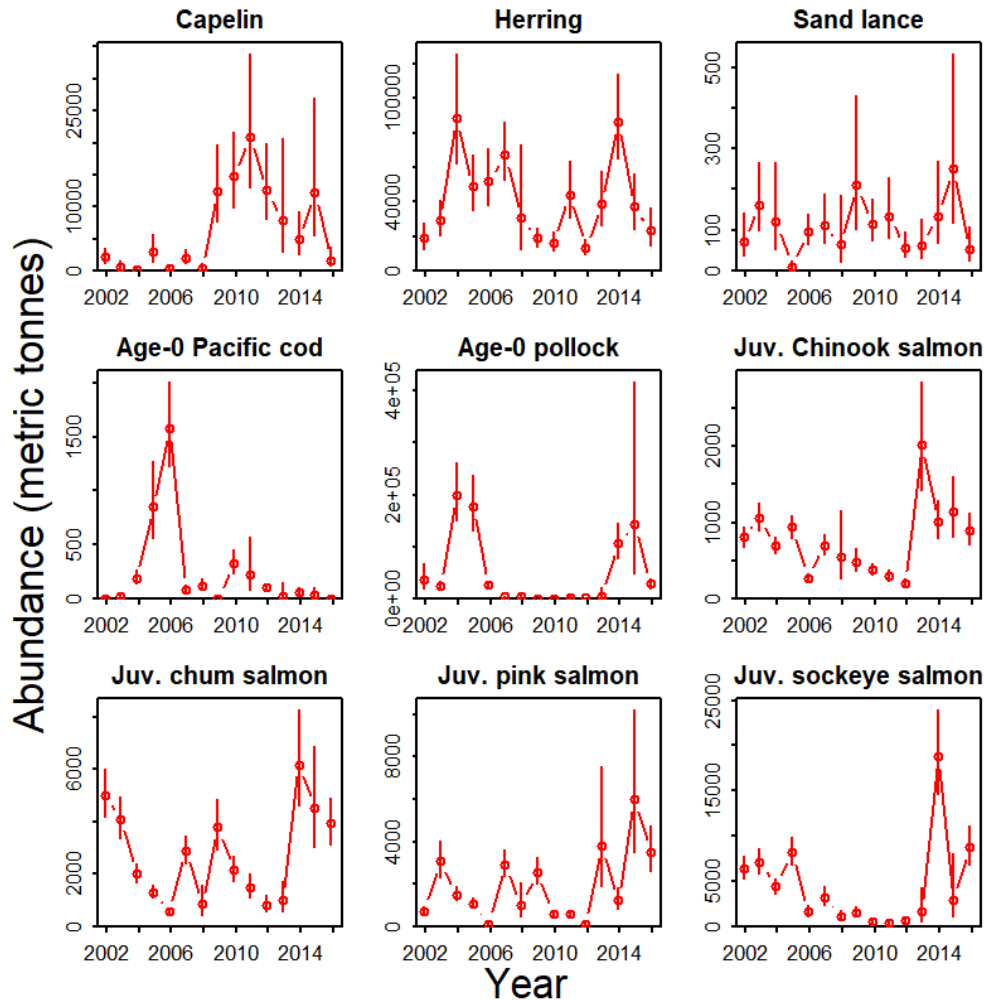 Abundance (metric tonnes)
Capelin
Herring
Sand lance
0 10000 25000
0 40000 100000
0 100 300 500
2002 2006 2010 2014
2002 2006 2010 2014
2002 2006 2010 2014
Age-0 Pacific cod
Age-0 pollock
Juv. Chinook salmon
0 500 1500
0e+00 2e+05 4e+05
0 1000 2000
2002 2006 2010 2014
2002 2006 2010 2014
2002 2006 2010 2014
Juv. chum salmon
Juv. pink salmon
Juv. sockeye salmon
0 2000 6000
0 4000 8000
0 5000 15000 25000
2002 2006 2010 2014
2002 2006 2010 2014
2002 2006 2010 2014
Year